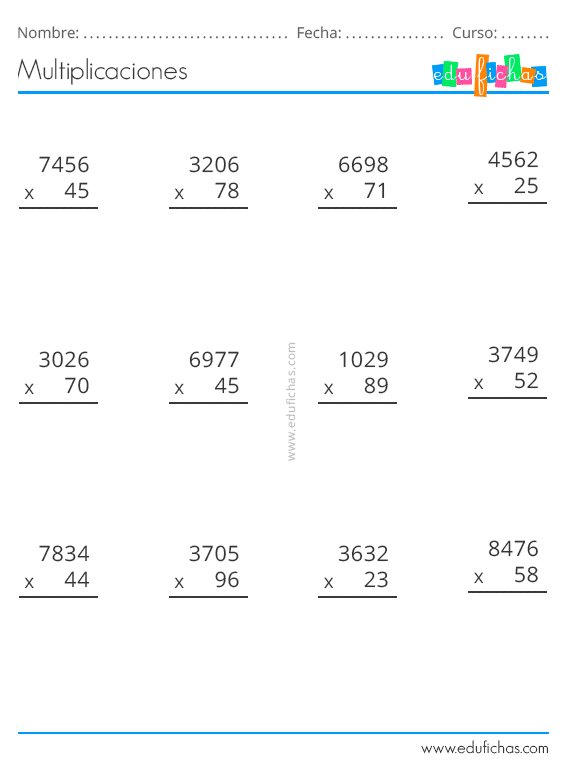 Nombre: ................................ Fecha: ................ Curso: ........
Multiplicaciones
edufichas
7456 3206 6698 4562
x 45 x 78 x 71 x 25
3026 6977 1029 3749
x 70 x 45 x 89 x 52
www.edufichas.com
7834 3705 3632 8476
x 44 x 96 x 23 x 58
www.edufichas.com